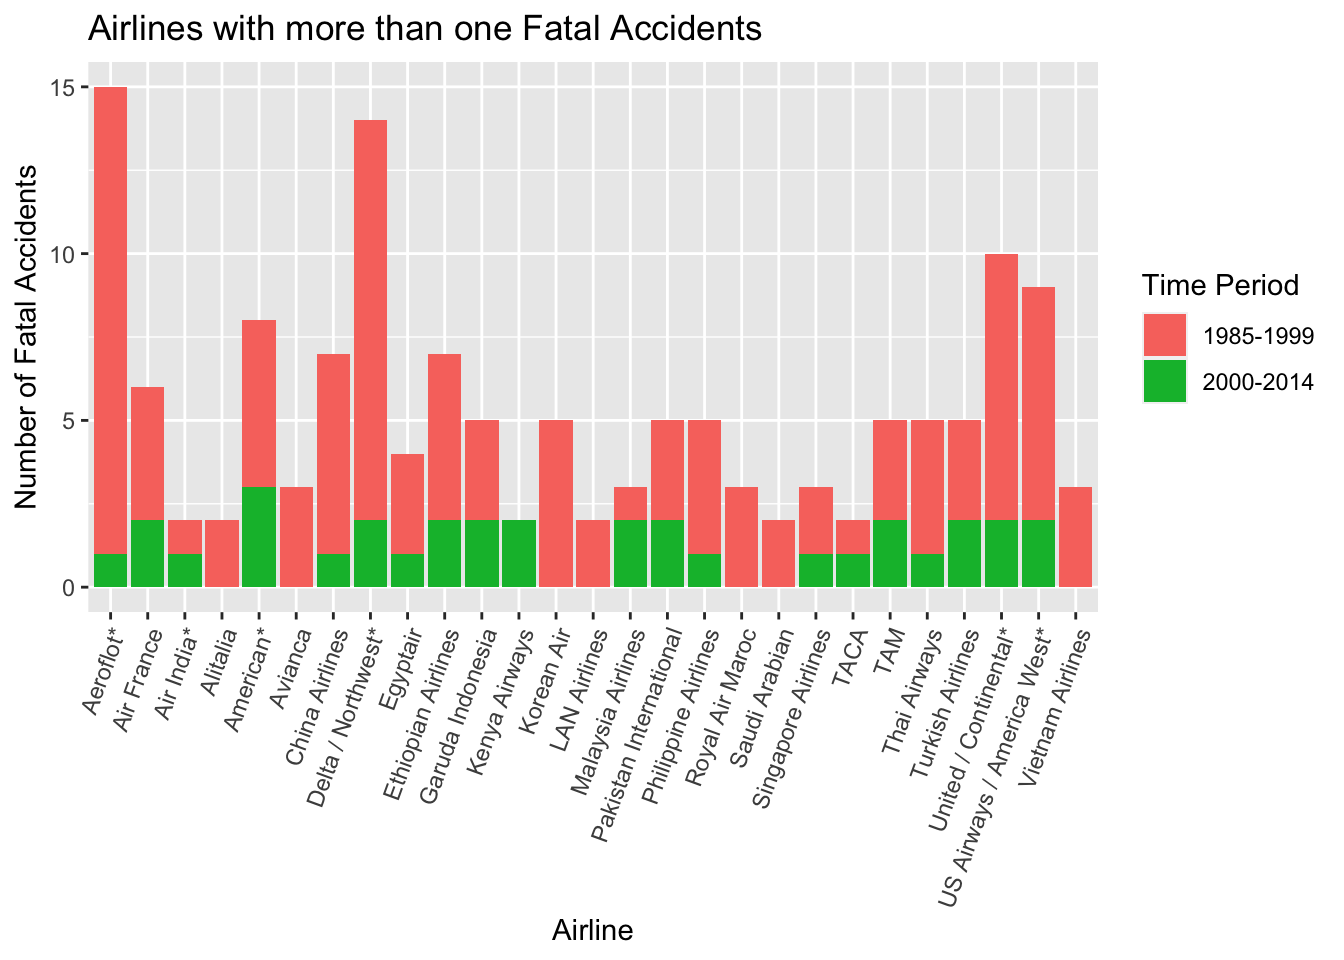 Airlines with more than one Fatal Accidents
Number of Fatal Accidents
15
10
5
0
Aeroflot*
Air France
Air India*
Alitalia
American*
Avianca
China Airlines
Delta / Northwest*
Egyptair
Ethiopian Airlines
Garuda Indonesia
Kenya Airways
Korean Air
LAN Airlines
Malaysia Airlines
Pakistan International
Philippine Airlines
Royal Air Maroc
Saudi Arabian
Singapore Airlines
TACA
TAM
Thai Airways
Turkish Airlines
United / Continental*
US Airways / America West*
Vietnam Airlines
Airline
Time Period
1985-1999
2000-2014